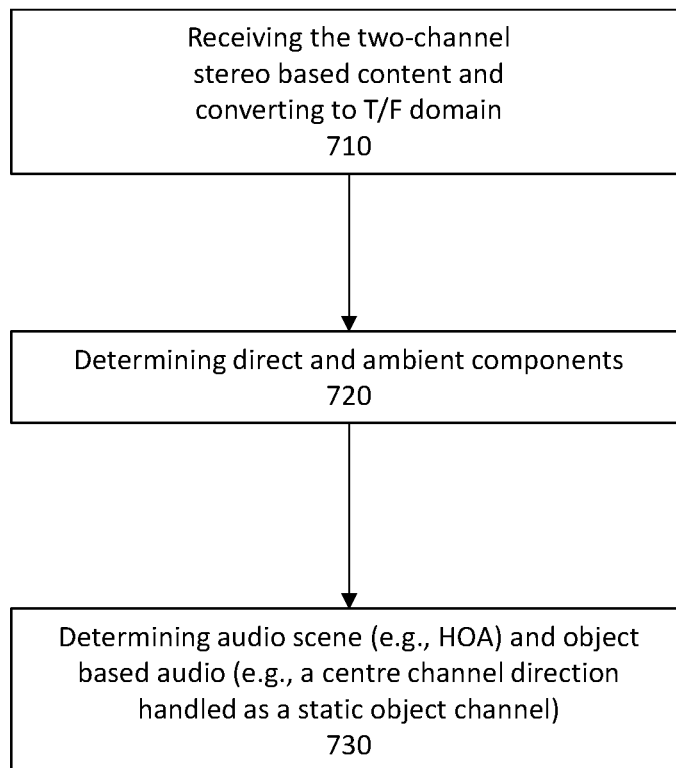 Receiving the two-channel
stereo based content and
converting to T/F domain
710
Determining direct and ambient components
720
Determining audio scene (e.g., HOA) and object
based audio (e.g., a centre channel direction
handled as a static object channel)
730